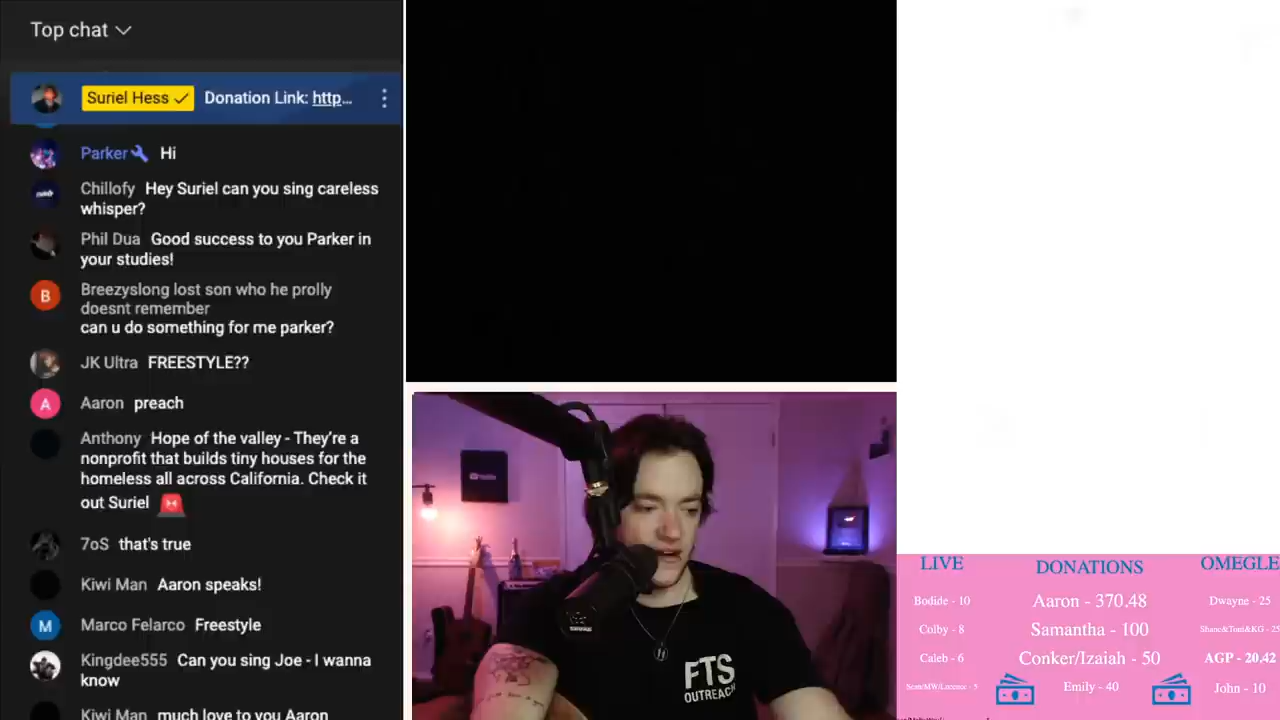 Top chat
Suriel Hess Donation Link: http...
Parker Hi
Chillofy Hey Suriel can you sing careless
whisper?
Phil Dua Good success to you Parker in
your studies!
B
Breezyslong lost son who he prolly
doesnt remember
can u do something for me parker?
JK Ultra FREESTYLE??
A
Aaron preach
Anthony Hope of the valley - They're a
nonprofit that builds tiny houses for the
homeless all across California. Check it
out Suriel
7oS that's true
Kiwi Man Aaron speaks!
M
Marco Felarco Freestyle
Kingdee555 Can you sing Joe - I wanna
know
Kiwi Man much love to you Aaron
FTS
OUTREACH
LIVE
Bodide - 10
Colby - 8
Caleb - 6
DONATIONS
Aaron - 370.48
Samantha - 100
Conker/Izaiah - 50
Emily - 40
OMEGLE
Dwayne - 25
Shane&Toni&KG - 25
AGP - 20,42
John - 10